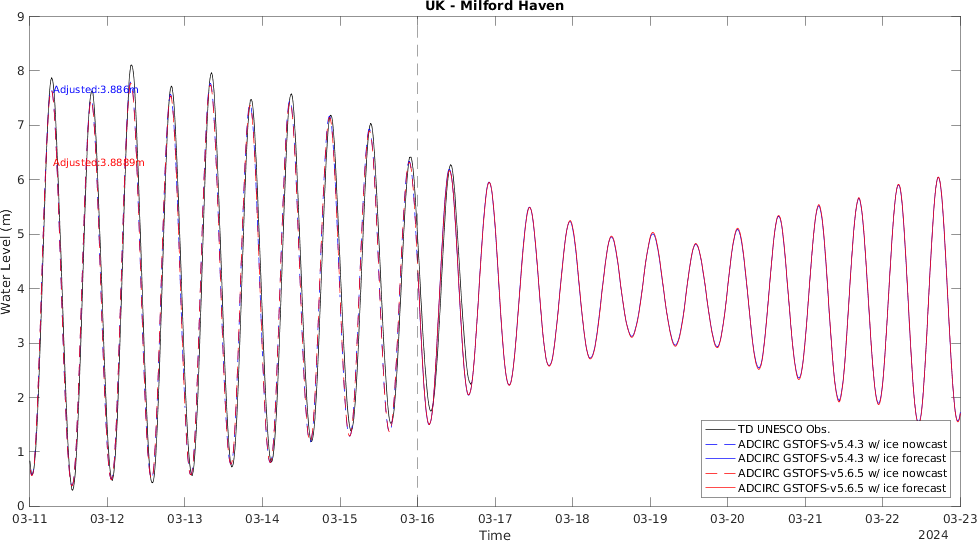 UK - Milford Haven
9
8
7
6
5
4
3
2
1
0
Water Level (m)
Adjusted:3.886m
Adjusted:3.8889m
TD UNESCO Obs.
ADCIRC GSTOFS-v5.4.3 w/ ice nowcast
ADCIRC GSTOFS-v5.4.3 w/ ice forecast
ADCIRC GSTOFS-v5.6.5 w/ ice nowcast
ADCIRC GSTOFS-v5.6.5 w/ ice forecast
03-11 03-12 03-13 03-14 03-15 03-16 03-17 03-18 03-19 03-20 03-21 03-22 03-23
Time
2024